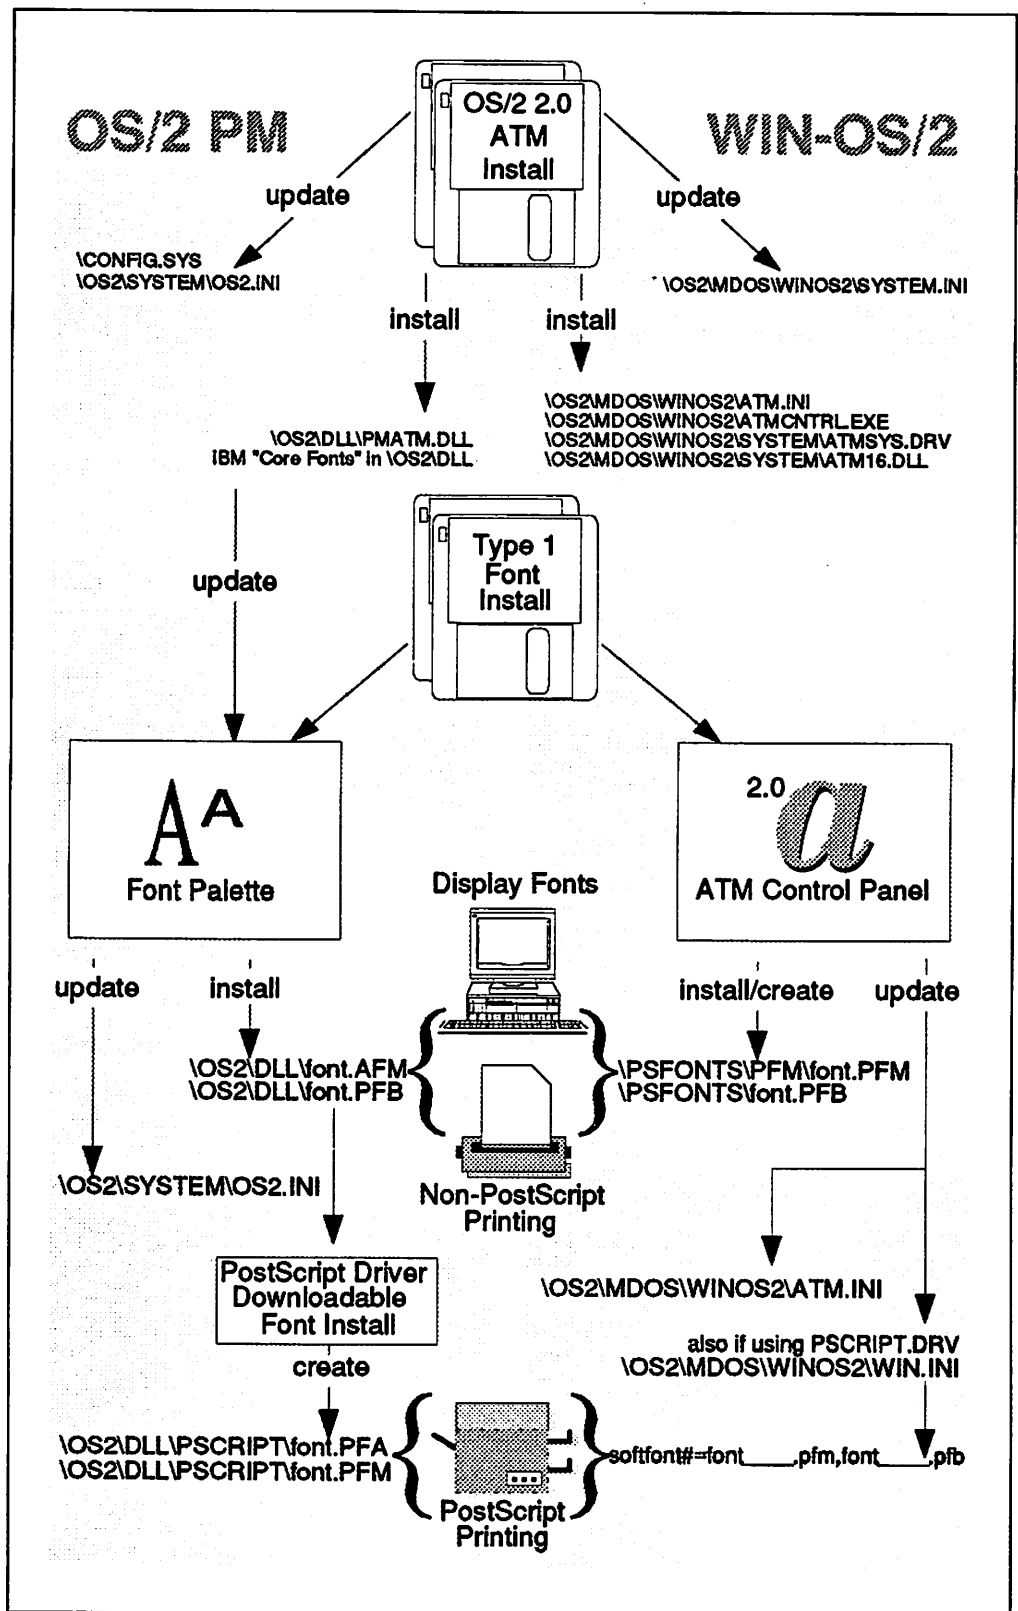 OS/2 PM
WIN-OS/2
OS/2 2.0
ATM
Install
update
update
\CONFIG.SYS
\OS2\SYSTEM\OS2.INI
\OS2\MDOS\WINOS2\SYSTEM.INI
install
install
\OS2\DLL\PMATM.DLL
IBM "Core Fonts" in \OS2\DLL
\OS2\MDOS\WINOS2\ATM.INI
\OS2\MDOS\WINOS2\ATMCNTRL.EXE
\OS2\MDOS\WINOS2\SYSTEM\ATMSYS.DRV
\OS2\MDOS\WINOS2\SYSTEM\ATM16.DLL
Type 1
Font
Install
update
AA
Font Palette
2.0 a
ATM Control Panel
Display Fonts
update
install
install/create
update
\OS2\DLL\font.AFM
\OS2\DLL\font.PFB
\PSFONTS\PFM\font.PFM
\PSFONTS\font.PFB
\OS2\SYSTEM\OS2.INI
Non-PostScript
Printing
PostScript Driver
Downloadable
Font Install
\OS2\MDOS\WINOS2\ATM.INI
also if using PSCRIPT.DRV
\OS2\MDOS\WINOS2\WIN.INI
create
\OS2\DLL\PSCRIPT\font.PFA
\OS2\DLL\PSCRIPT\font.PFM
softfont#=font____.pfm,font____.pfb
PostScript
Printing